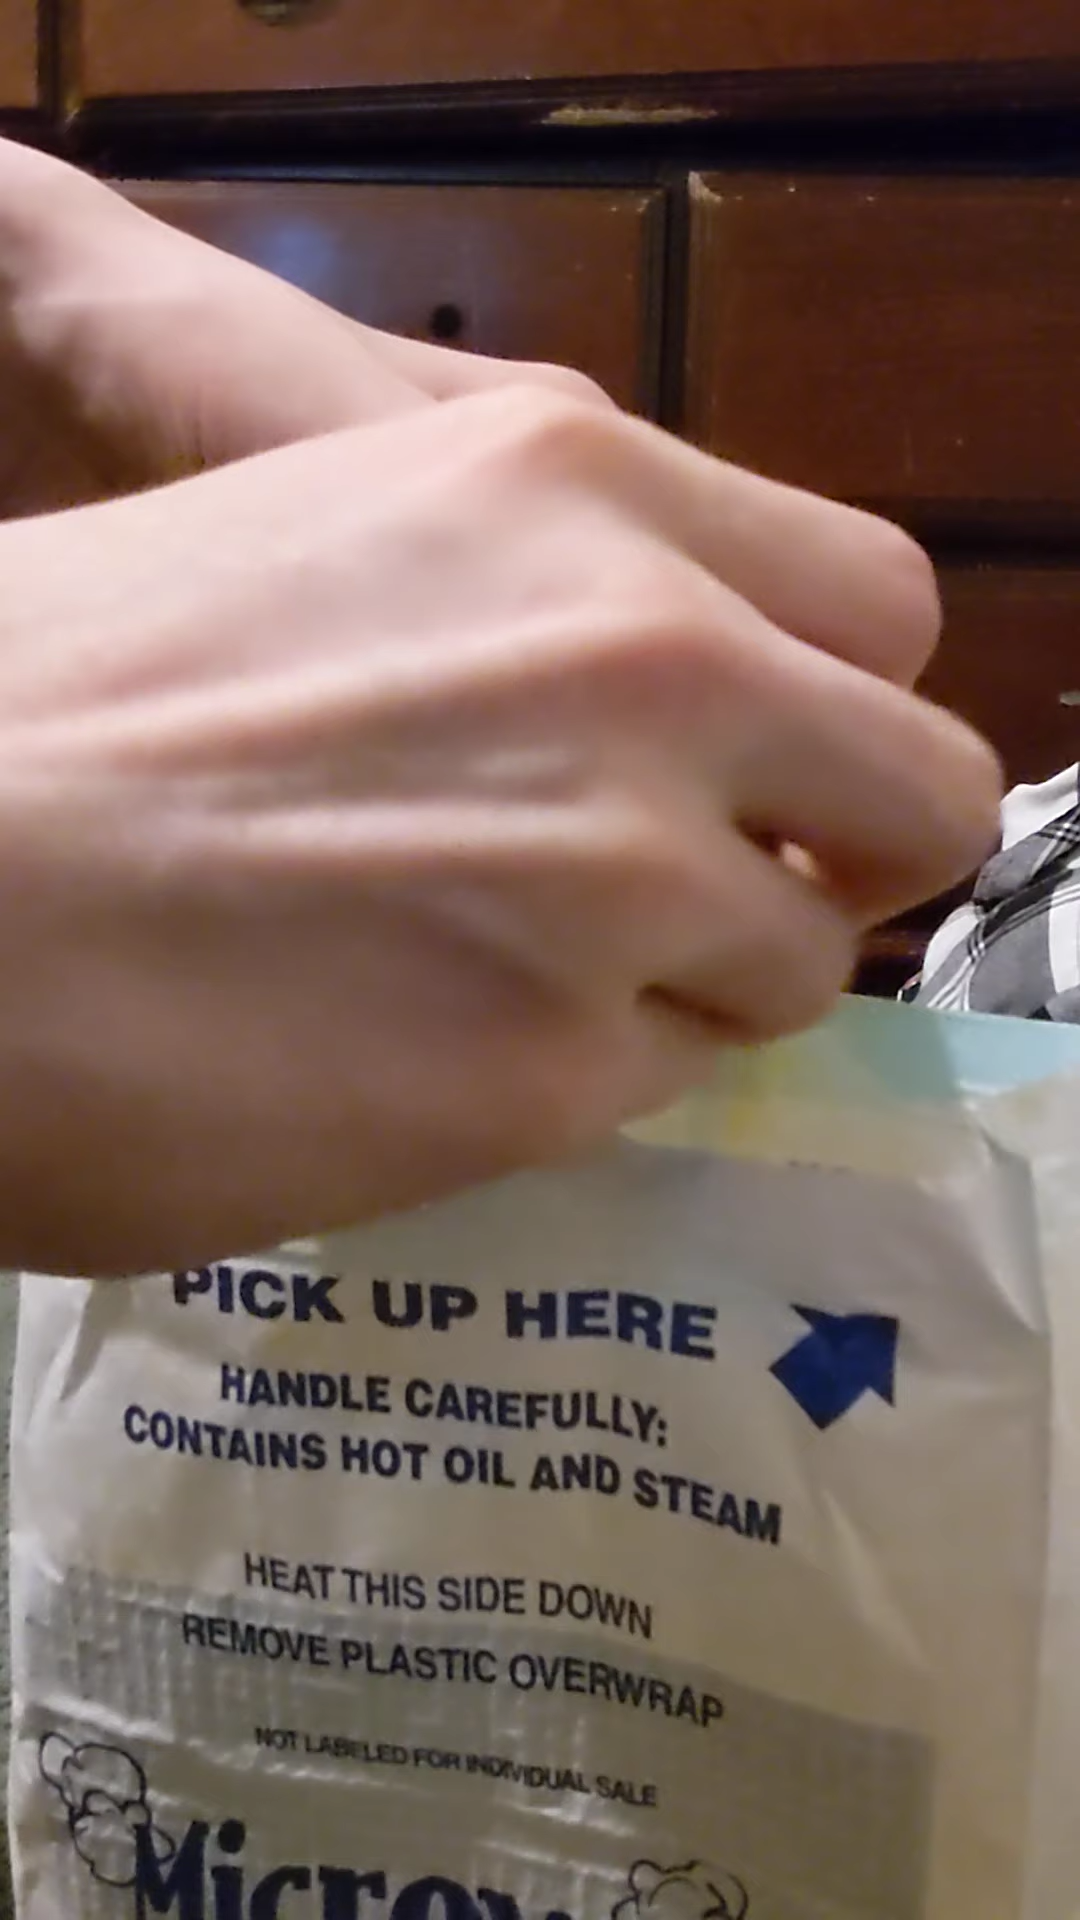 PICK UP HERE
HANDLE CAREFULLY:
CONTAINS HOT OIL AND STEAM
HEAT THIS SIDE DOWN
REMOVE PLASTIC OVERWRAP
NOT LABELED FOR INDIVIDUAL SALE
Microw